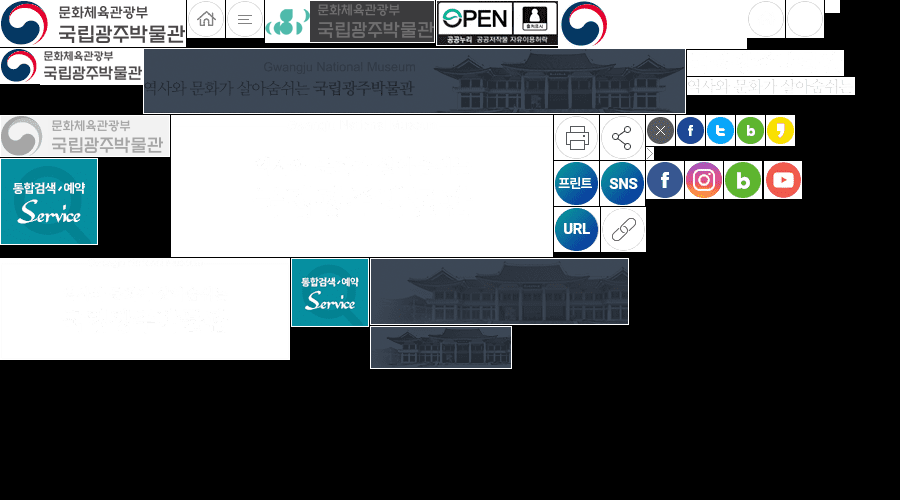 문화체육관광부
국립광주박물관
문화체육관광부
국립광주박물관
OPEN
출처표시
공공누리 공공저작물 자유이용허락
문화체육관광부
국립광주박물관
Gwangju National Museum
역사와 문화가 살아숨쉬는 국립광주박물관
역사와 문화가 살아숨쉬는
문화체육관광부
국립광주박물관
통합검색·예약
Service
프린트
SNS
URL
통합검색·예약
Service